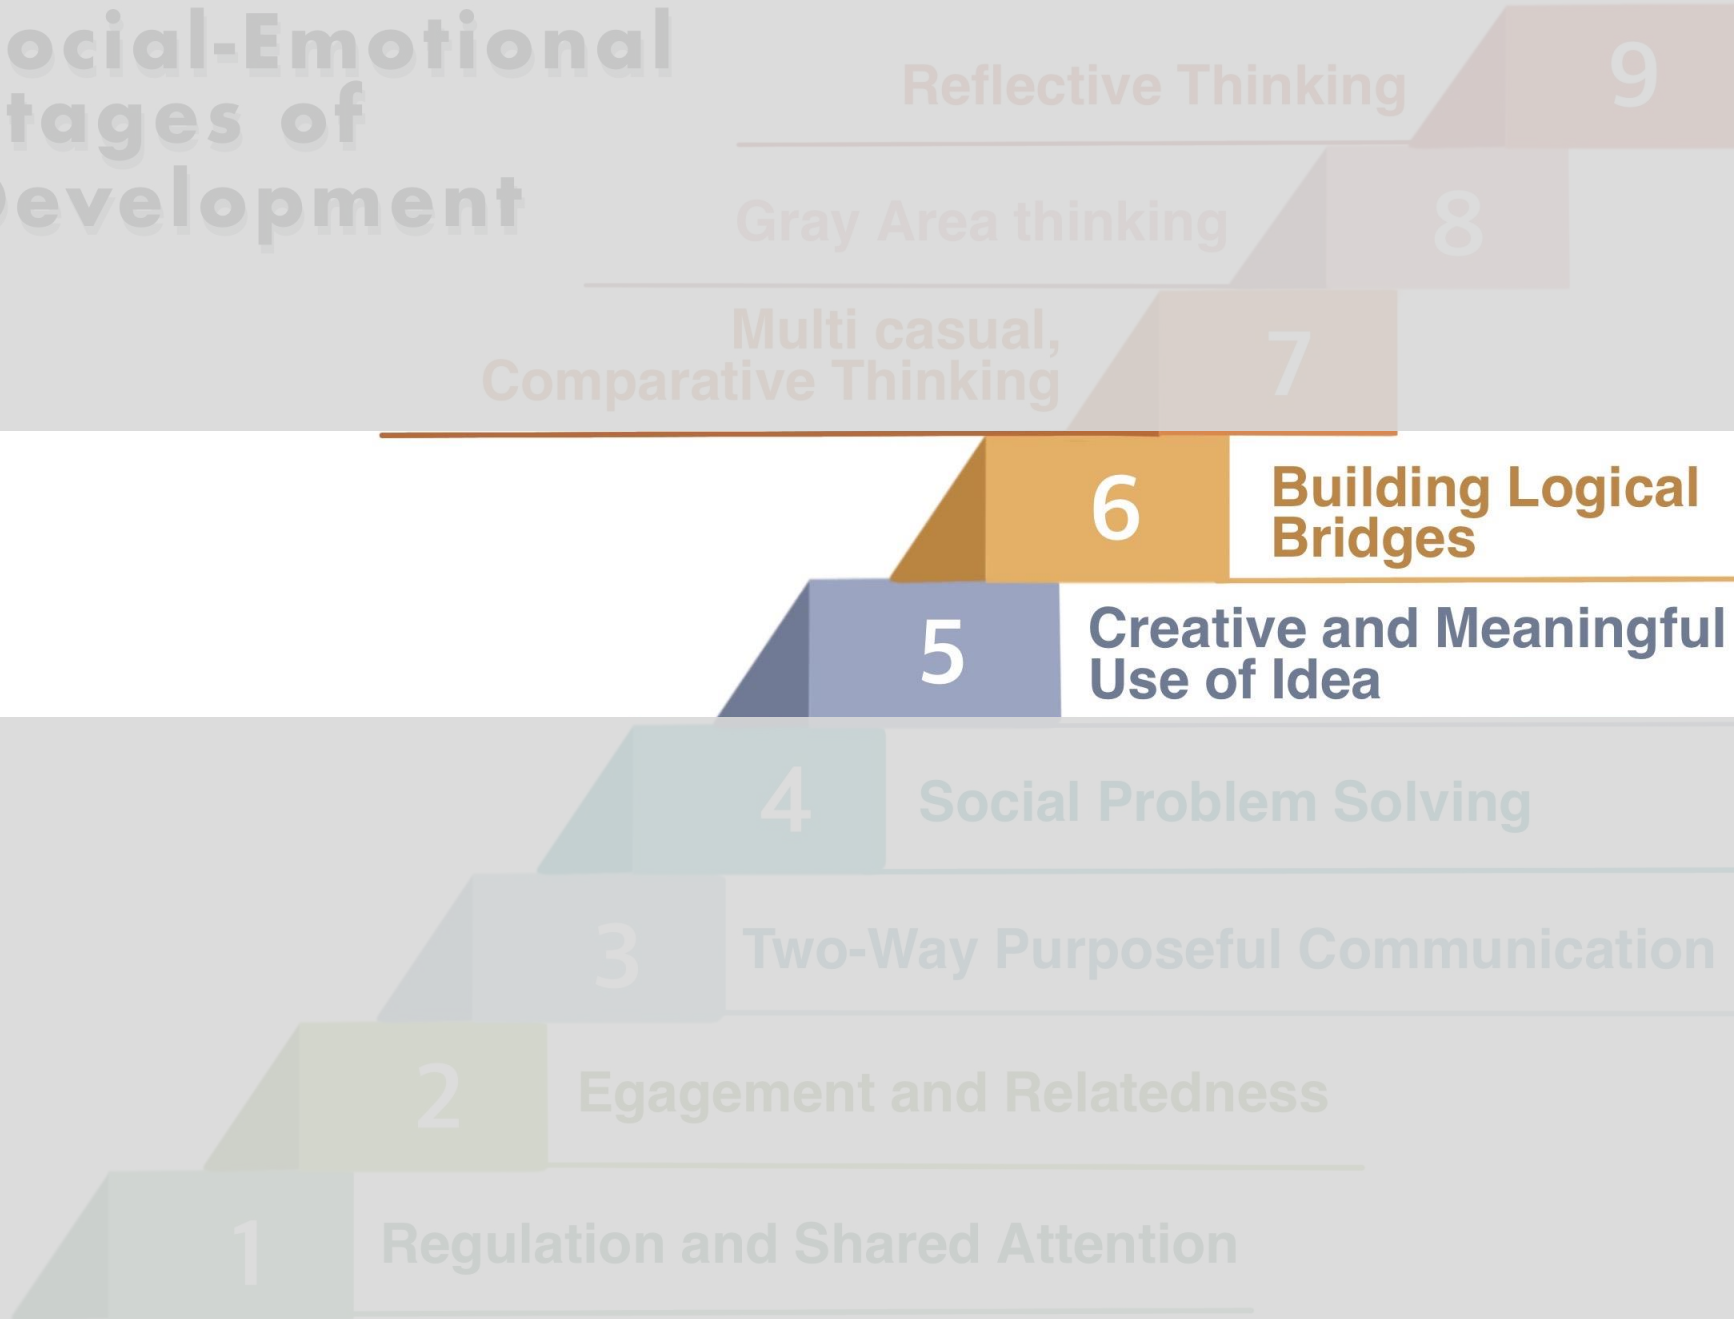 ocial-Emotional
tages of
Development
Reflective Thinking
9
Gray Area thinking
8
Multi casual,
Comparative Thinking
7
6
Building Logical
Bridges
5
Creative and Meaningful
Use of Idea
4
Social Problem Solving
3
Two-Way Purposeful Communication
2
Egagement and Relatedness
1
Regulation and Shared Attention